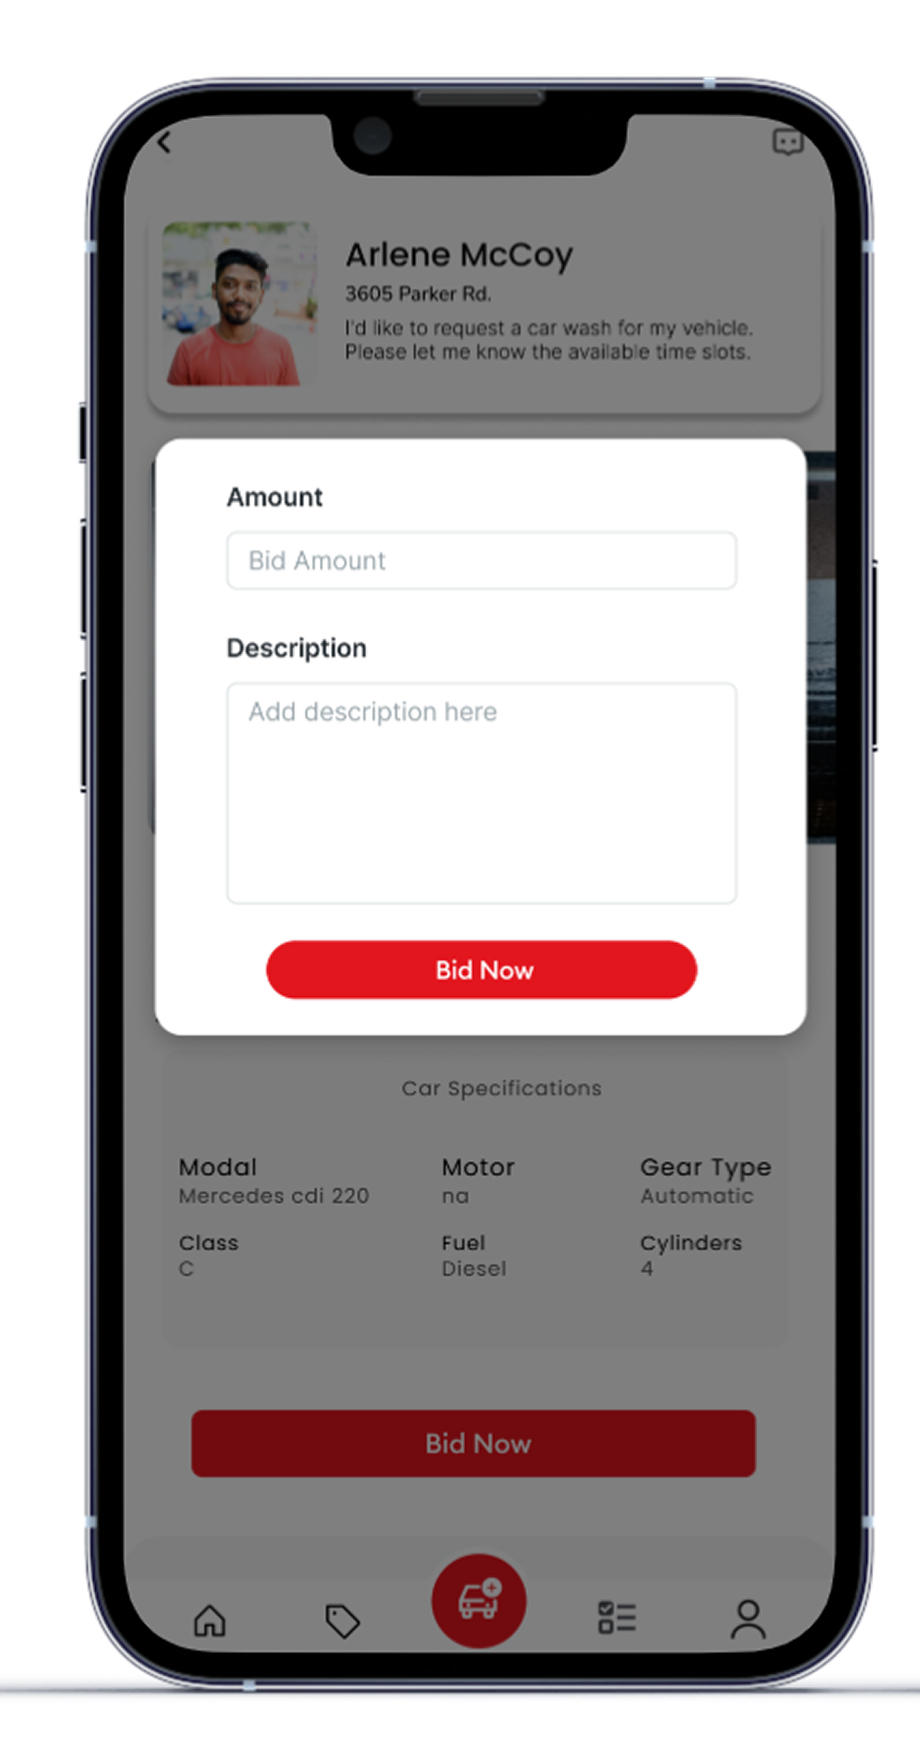 Arlene McCoy
3605 Parker Rd.
I'd like to request a car wash for my vehicle.
Please let me know the available time slots.
Amount
Bid Amount
Description
Add description here
Bid Now
Car Specifications
Modal Motor Gear Type
Mercedes cdi 220 na Automatic
Class Fuel Cylinders
C Diesel 4
Bid Now